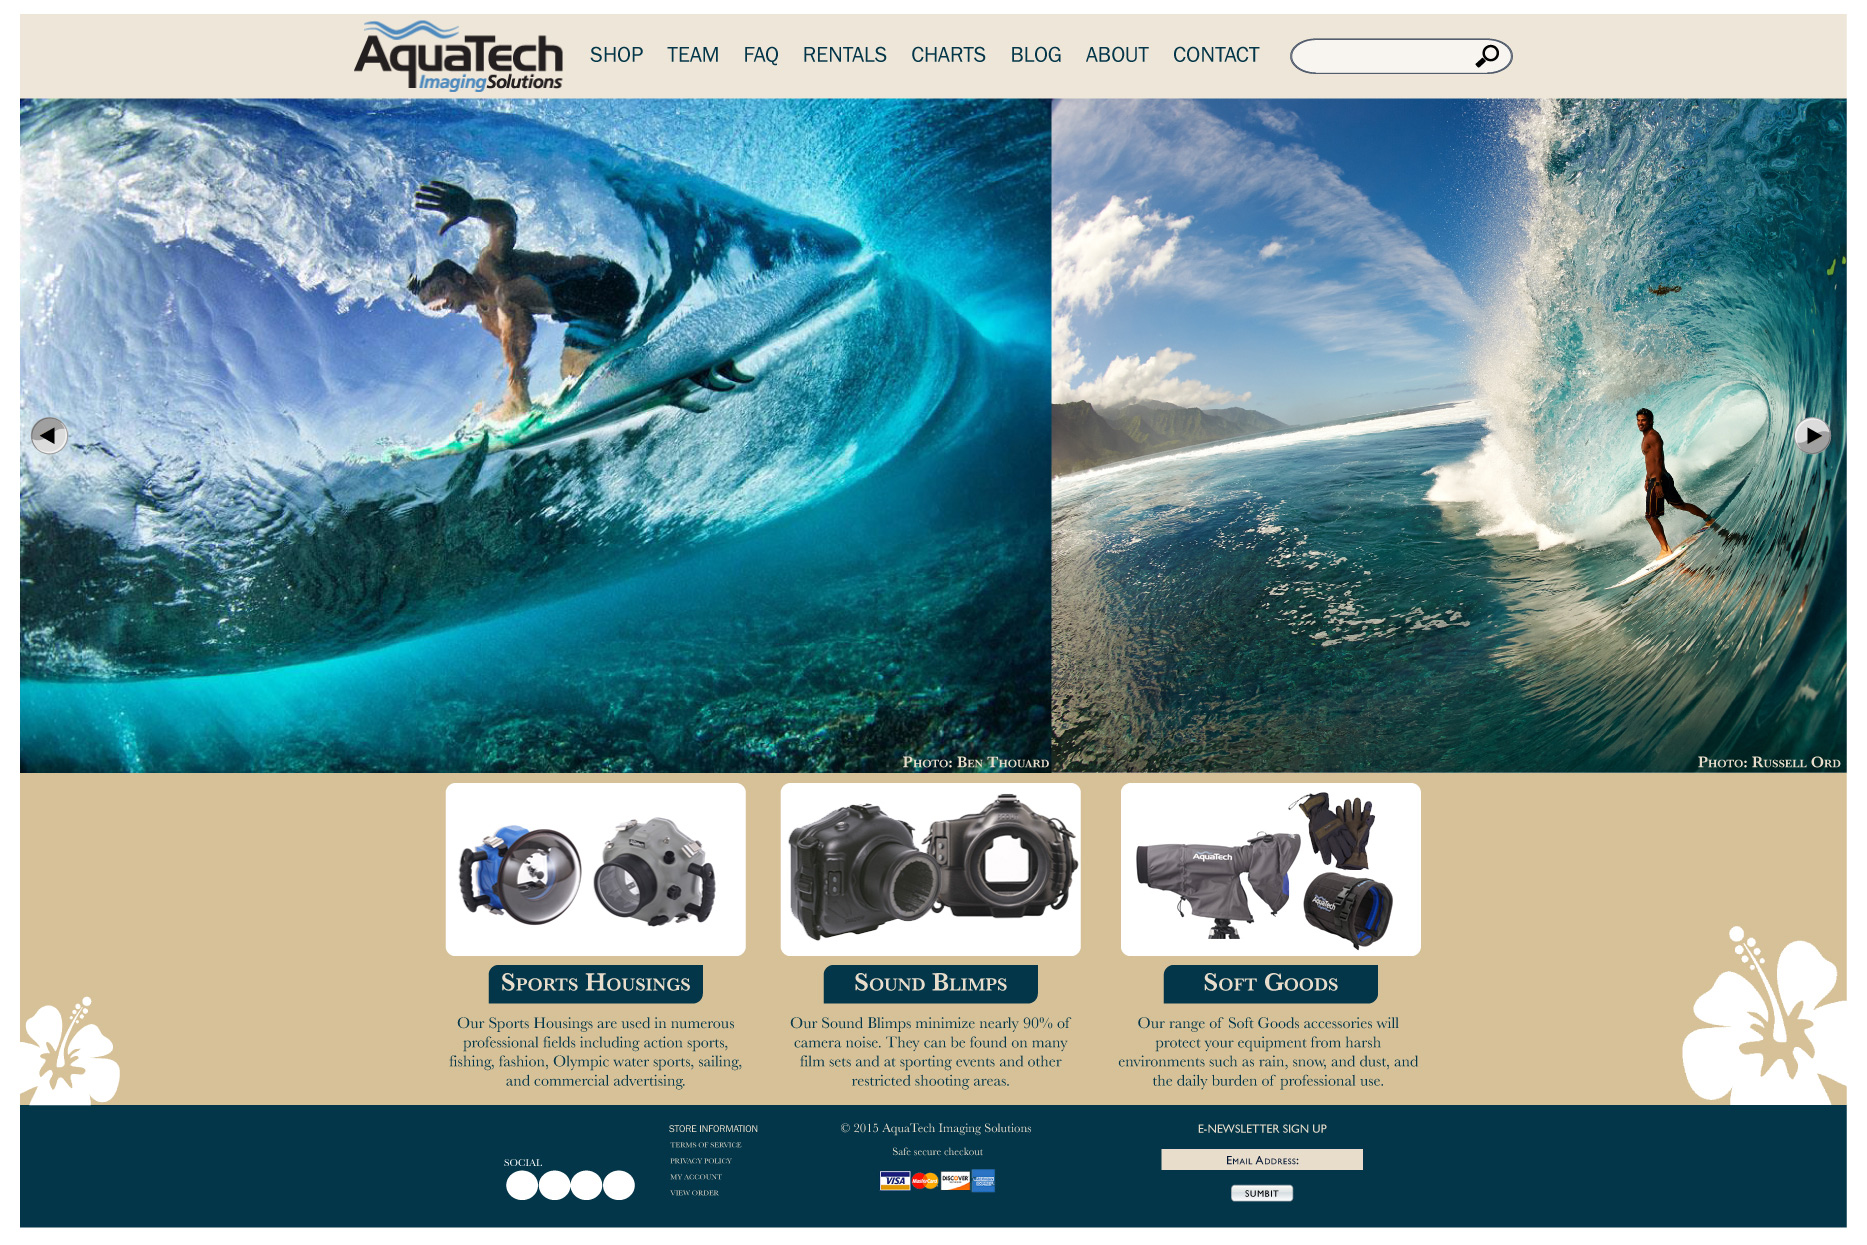 AquaTech
ImagingSolutions
SHOP TEAM FAQ RENTALS CHARTS BLOG ABOUT CONTACT
PHOTO: BEN THOUARD
PHOTO: RUSSELL ORD
AquaTech
AquaTech
SPORTS HOUSINGS
Our Sports Housings are used in numerous
professional fields including action sports,
fishing, fashion, Olympic water sports, sailing,
and commercial advertising.
SOUND BLIMPS
Our Sound Blimps minimize nearly 90% of
camera noise. They can be found on many
film sets and at sporting events and other
restricted shooting areas.
SOFT GOODS
Our range of Soft Goods accessories will
protect your equipment from harsh
environments such as rain, snow, and dust, and
the daily burden of professional use.
SOCIAL
STORE INFORMATION
TERMS OF SERVICE
PRIVACY POLICY
MY ACCOUNT
VIEW ORDER
© 2015 AquaTech Imaging Solutions
Safe secure checkout
VISA MasterCard DISCOVER
E-NEWSLETTER SIGN UP
EMAIL ADDRESS:
SUMBIT